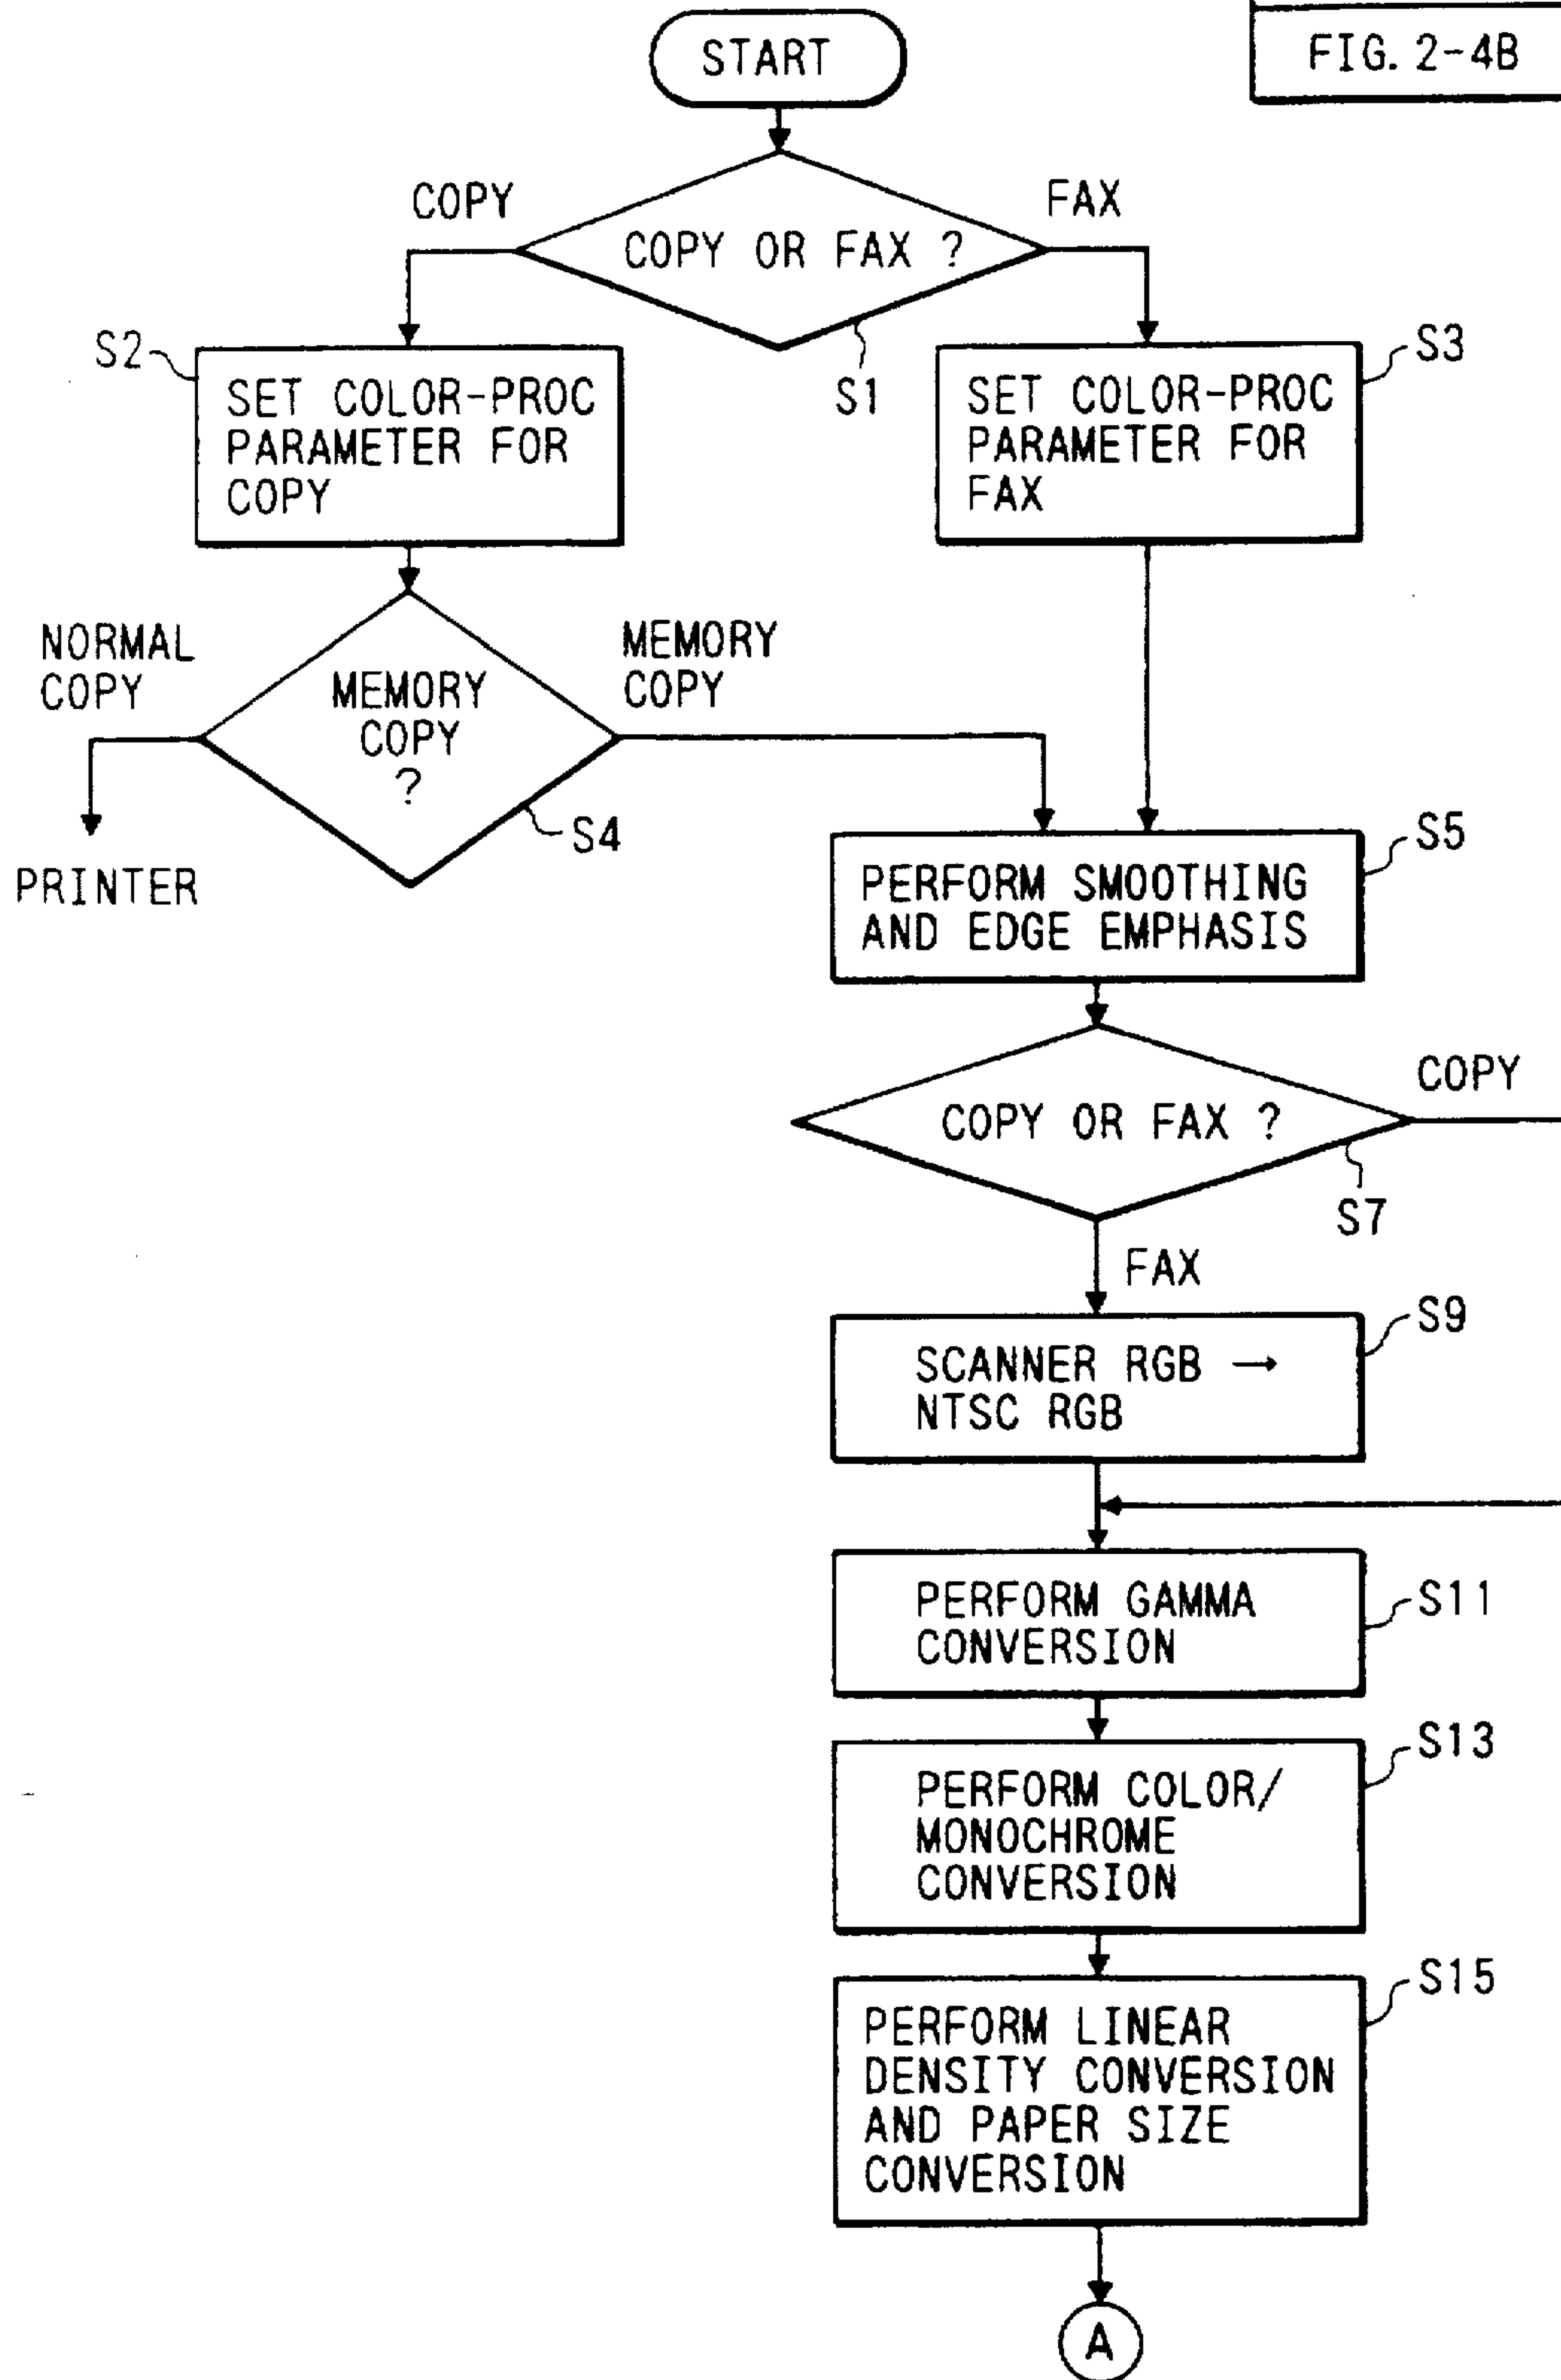 FIG. 2-4B
START
COPY
FAX
COPY OR FAX ?
S1
S2
SET COLOR-PROC
PARAMETER FOR
COPY
S3
SET COLOR-PROC
PARAMETER FOR
FAX
NORMAL
COPY
MEMORY
COPY
MEMORY
COPY
?
S4
PRINTER
S5
PERFORM SMOOTHING
AND EDGE EMPHASIS
COPY
COPY OR FAX ?
S7
FAX
S9
SCANNER RGB →
NTSC RGB
S11
PERFORM GAMMA
CONVERSION
S13
PERFORM COLOR/
MONOCHROME
CONVERSION
S15
PERFORM LINEAR
DENSITY CONVERSION
AND PAPER SIZE
CONVERSION
A